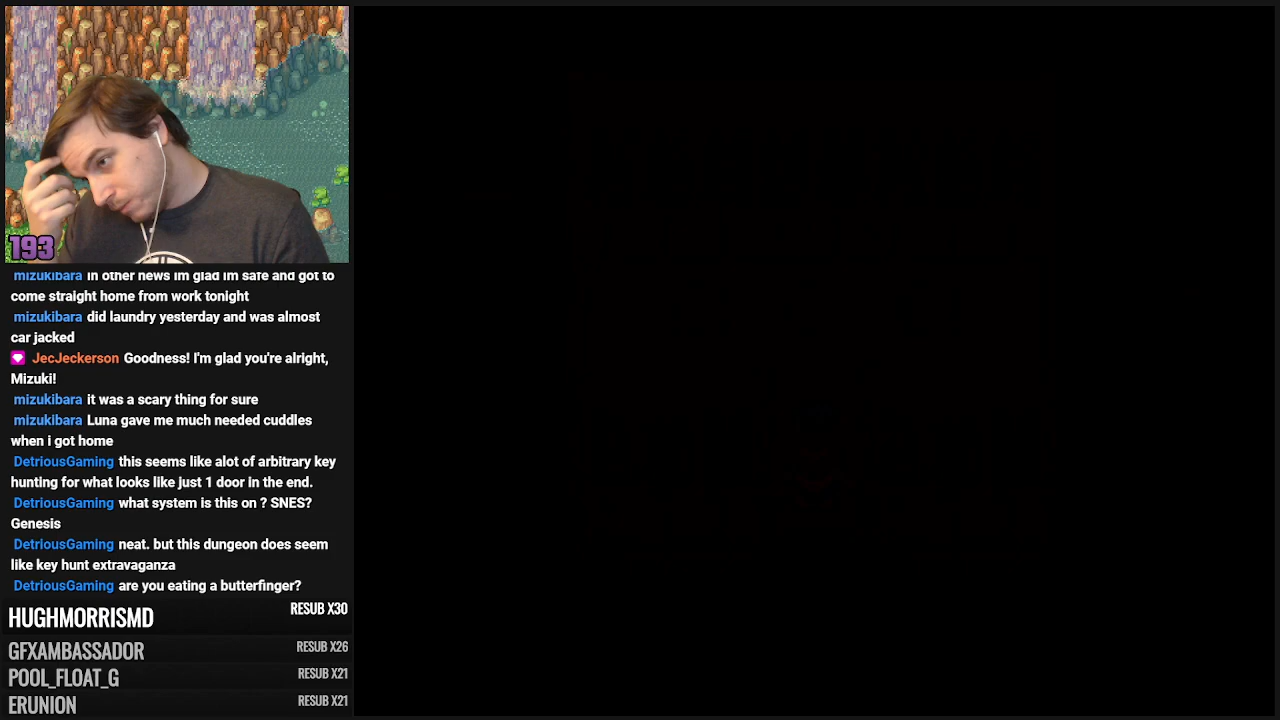 193
mizukibara in other news im glad im safe and got to
come straight home from work tonight
mizukibara did laundry yesterday and was almost
car jacked
JecJeckerson Goodness! I'm glad you're alright,
Mizuki!
mizukibara it was a scary thing for sure
mizukibara Luna gave me much needed cuddles
when i got home
DetriousGaming this seems like alot of arbitrary key
hunting for what looks like just 1 door in the end.
DetriousGaming what system is this on ? SNES?
Genesis
DetriousGaming neat. but this dungeon does seem
like key hunt extravaganza
DetriousGaming are you eating a butterfinger?
HUGHMORRISMD RESUB X30
GFXAMBASSADOR RESUB X26
POOL_FLOAT_G RESUB X21
ERUNION RESUB X21